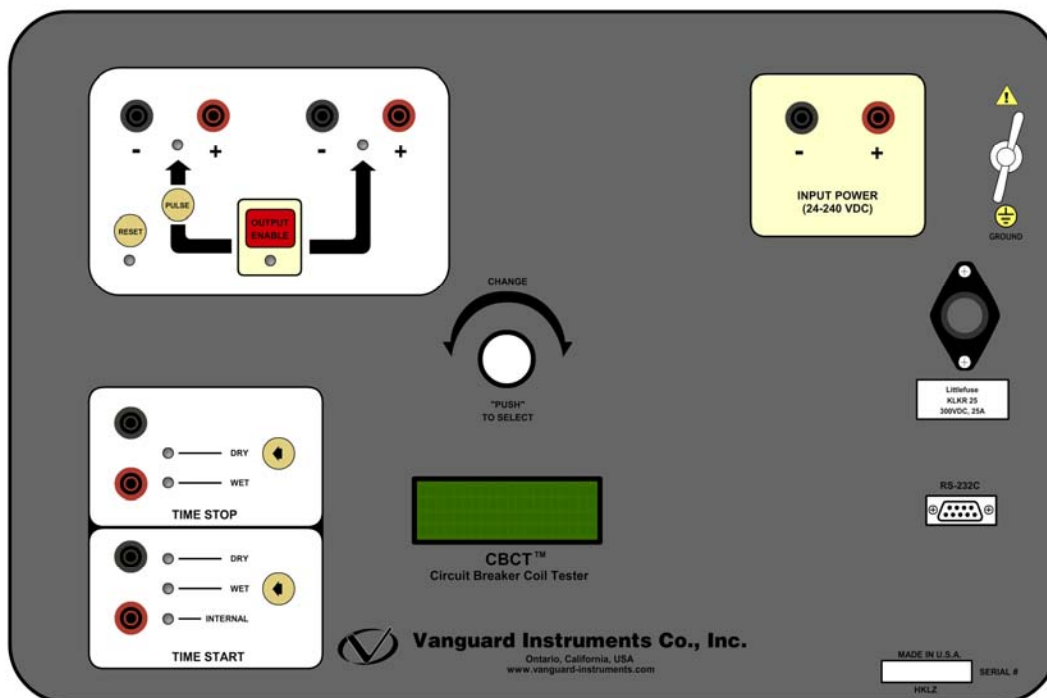 - + - +
PULSE
RESET
OUTPUT
ENABLE
- +
INPUT POWER
(24-240 VDC)
!
GROUND
CHANGE
"PUSH"
TO SELECT
Littlefuse
KLKR 25
300VDC, 25A
RS-232C
DRY
WET
TIME STOP
DRY
WET
INTERNAL
TIME START
CBCT™
Circuit Breaker Coil Tester
Vanguard Instruments Co., Inc.
Ontario, California, USA
www.vanguard-instruments.com
MADE IN U.S.A.
SERIAL #
HKLZ